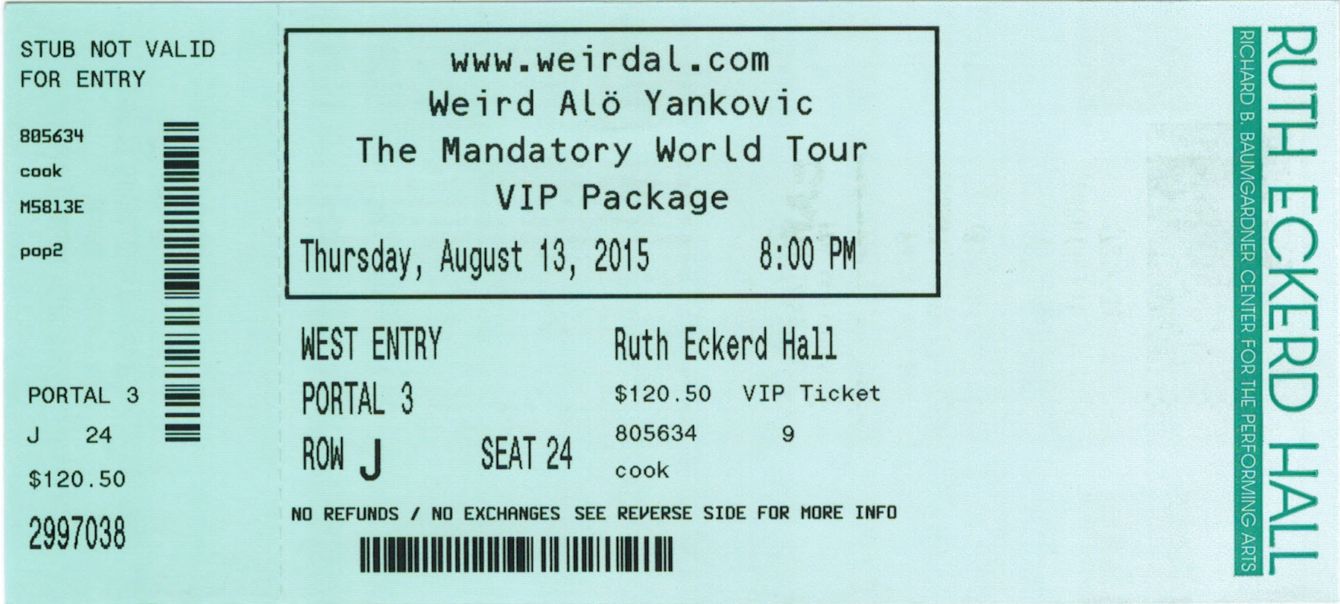 STUB NOT VALID
FOR ENTRY
805634
cook
M5813E
pop2
PORTAL 3
J 24
$120.50
2997038
www.weirdal.com
Weird Alö Yankovic
The Mandatory World Tour
VIP Package
Thursday, August 13, 2015 8:00 PM
WEST ENTRY Ruth Eckerd Hall
PORTAL 3 $120.50 VIP Ticket
805634 9
ROW J SEAT 24 cook
NO REFUNDS / NO EXCHANGES SEE REVERSE SIDE FOR MORE INFO
RUTH ECKERD HALL
RICHARD B. BAUMGARDNER CENTER FOR THE PERFORMING ARTS